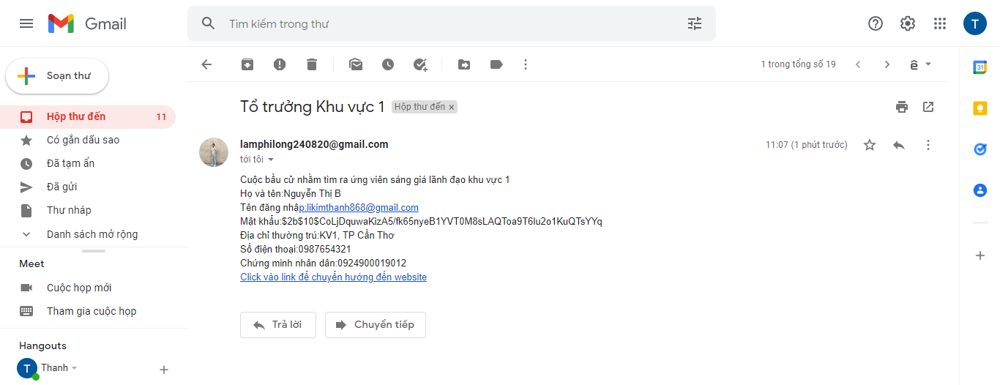 Gmail
Tìm kiếm trong thư
T
Soạn thư
1 trong tổng số 19
ê
31
Hộp thư đến 11
Có gắn dấu sao
Đã tạm ẩn
Đã gửi
Thư nháp
Danh sách mở rộng
Meet
Cuộc họp mới
Tham gia cuộc họp
Hangouts
T Thanh
Tổ trưởng Khu vực 1 Hộp thư đến ×
lamphilong240820@gmail.com 11:07 (1 phút trước)
tới tôi
Cuộc bầu cử nhằm tìm ra ứng viên sáng giá lãnh đạo khu vực 1
Họ và tên:Nguyễn Thị B
Tên đăng nhập:likimthanh868@gmail.com
Mật khẩu:$2b$10$CoLjDquwaKizA5/fk65nyeB1YVT0M8sLAQToa9T6lu2o1KuQTsYYq
Địa chỉ thường trú:KV1, TP Cần Thơ
Số điện thoại:0987654321
Chứng minh nhân dân:0924900019012
Click vào link để chuyển hướng đến website
Trả lời
Chuyển tiếp